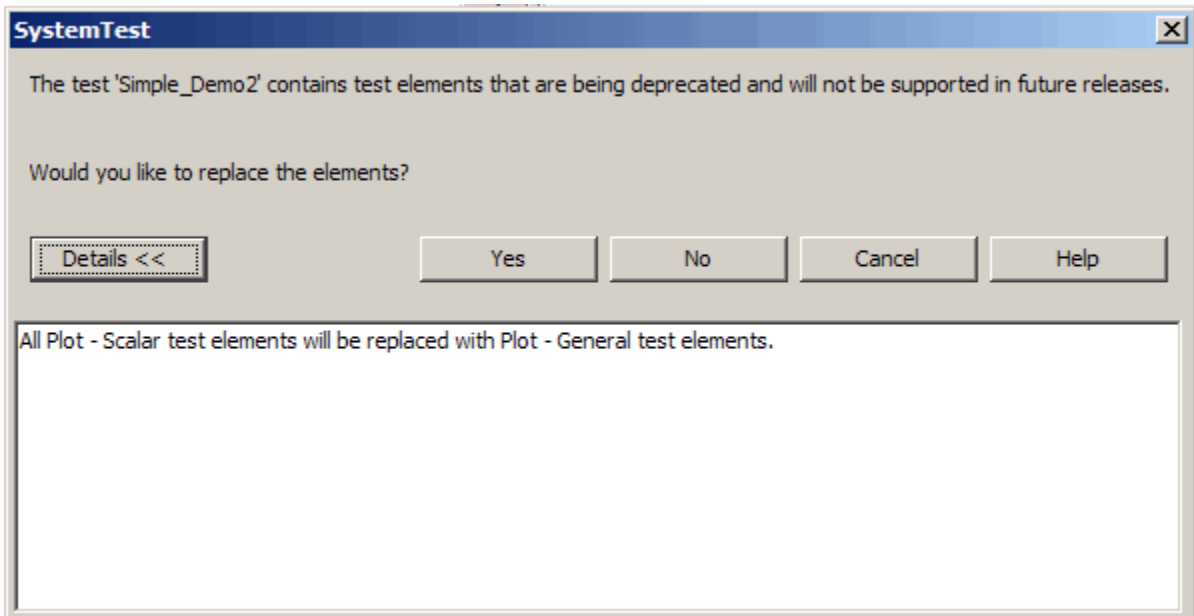 SystemTest
The test 'Simple_Demo2' contains test elements that are being deprecated and will not be supported in future releases.
Would you like to replace the elements?
Details << Yes No Cancel Help
All Plot - Scalar test elements will be replaced with Plot - General test elements.